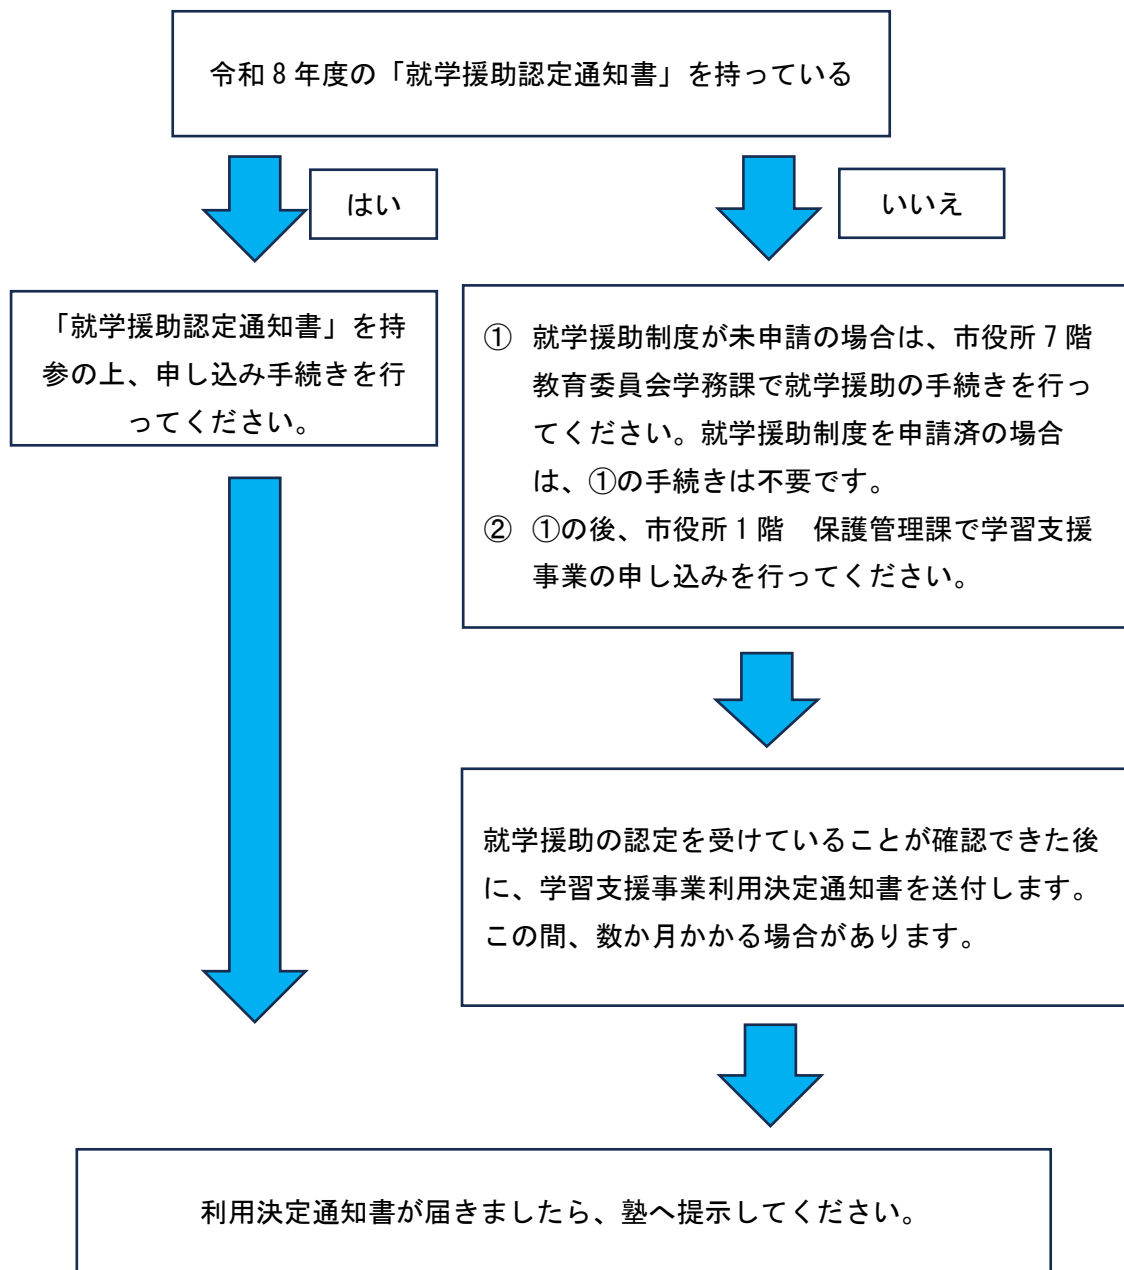 令和8年度の「就学援助認定通知書」を持っている
はい
いいえ
「就学援助認定通知書」を持
参の上、申し込み手続きを行
ってください。
① 就学援助制度が未申請の場合は、市役所7階
教育委員会学務課で就学援助の手続きを行っ
てください。就学援助制度を申請済の場合
は、①の手続きは不要です。
② ①の後、市役所1階　保護管理課で学習支援
事業の申し込みを行ってください。
就学援助の認定を受けていることが確認できた後
に、学習支援事業利用決定通知書を送付します。
この間、数か月かかる場合があります。
利用決定通知書が届きましたら、塾へ提示してください。